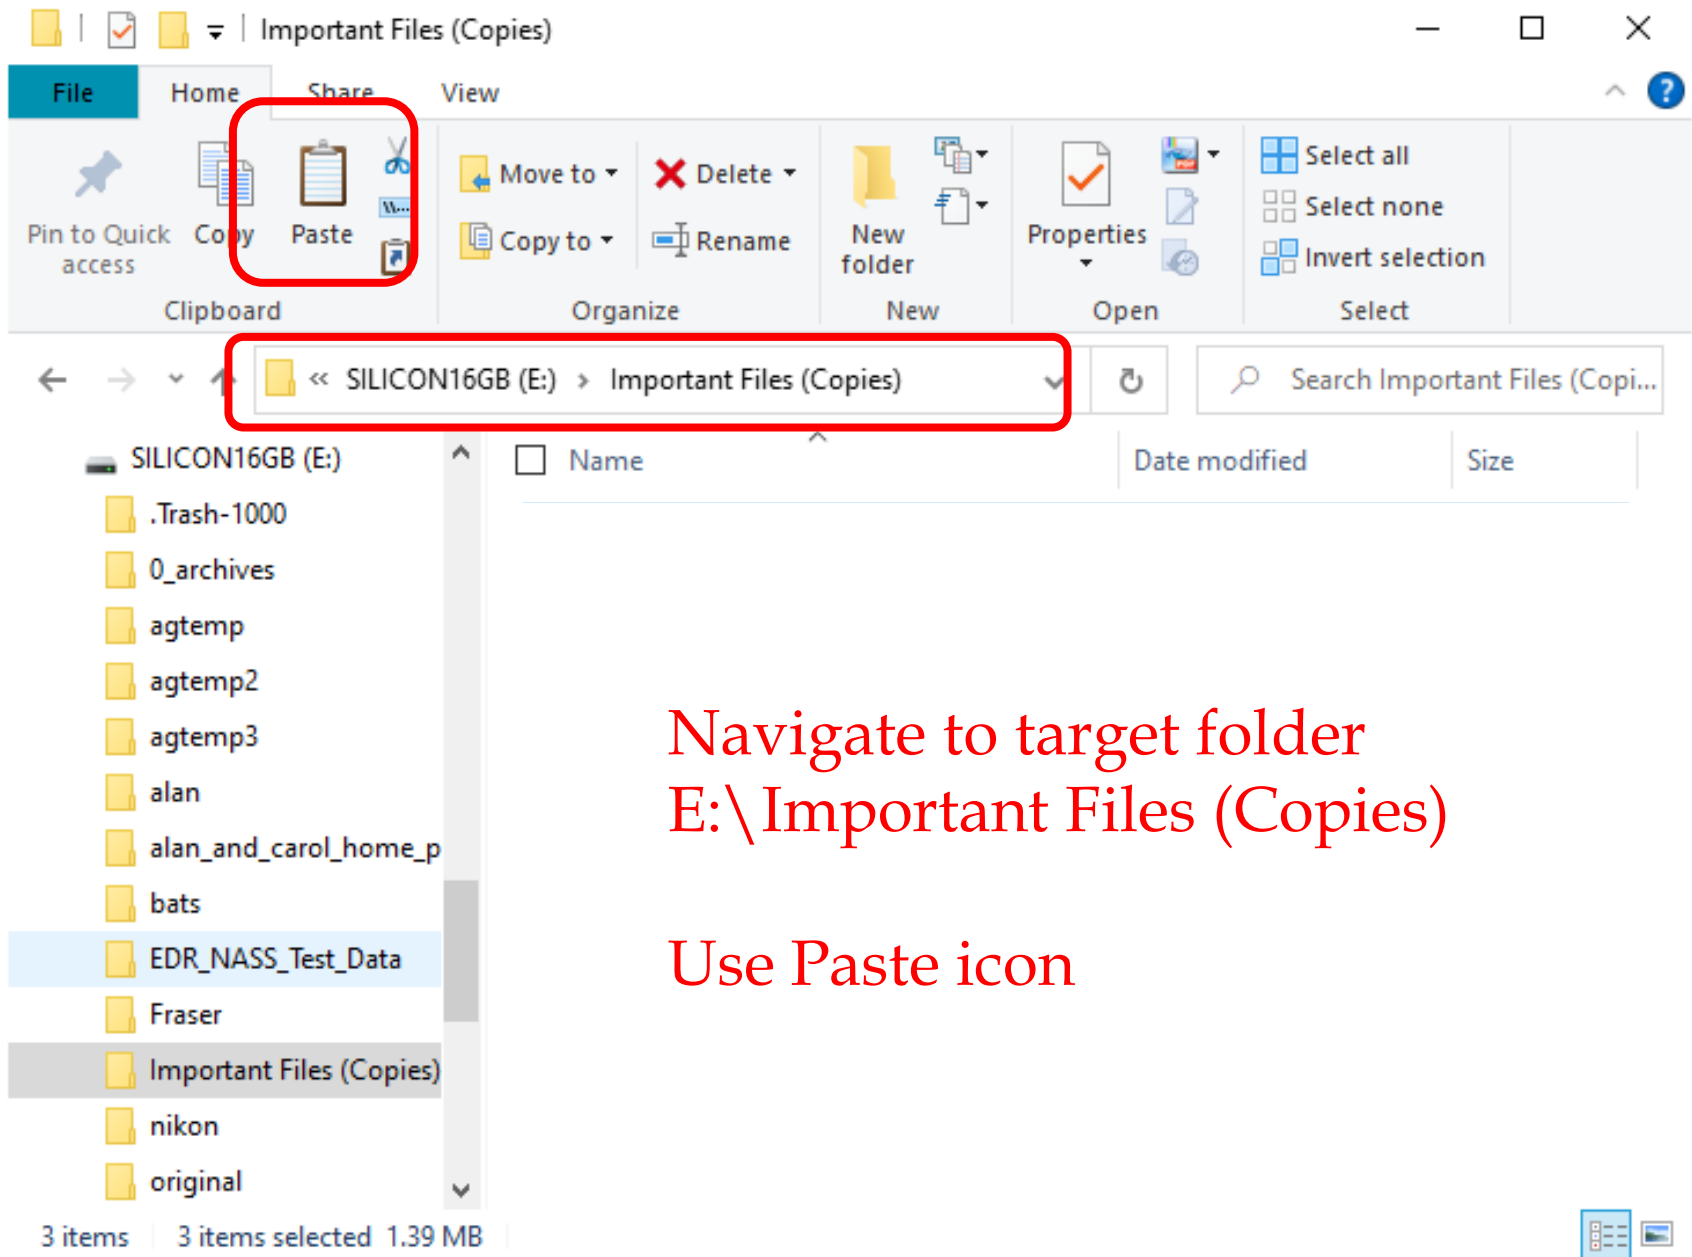 Important Files (Copies)
File Home Share View
Pin to Quick access
Copy
Paste
W...
Clipboard
Move to
Copy to
Delete
Rename
Organize
New folder
New
Properties
Open
Select all
Select none
Invert selection
Select
« SILICON16GB (E:) › Important Files (Copies)
Search Important Files (Copi...
SILICON16GB (E:)
.Trash-1000
0_archives
agtemp
agtemp2
agtemp3
alan
alan_and_carol_home_p
bats
EDR_NASS_Test_Data
Fraser
Important Files (Copies)
nikon
original
Name Date modified Size
Navigate to target folder
E:\Important Files (Copies)
Use Paste icon
3 items 3 items selected 1.39 MB